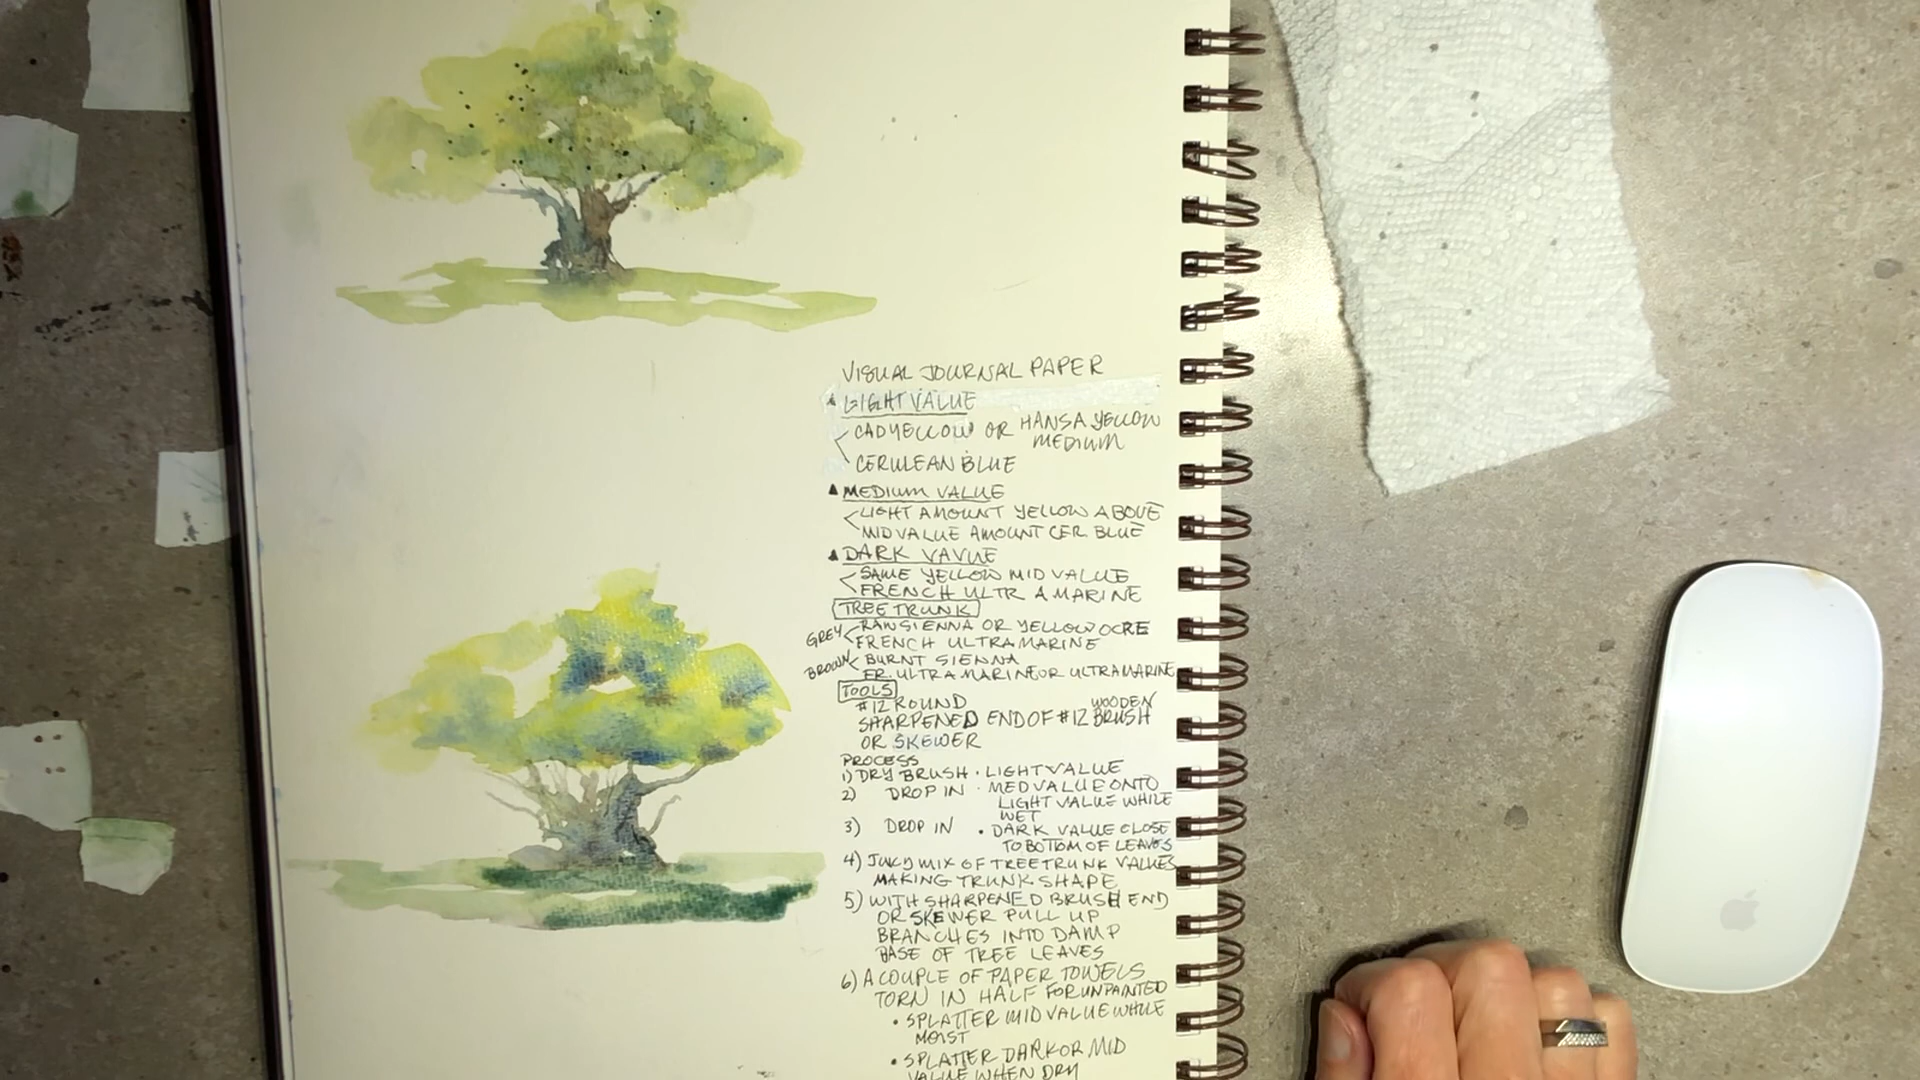 VISUAL JOURNAL PAPER
LIGHT VALUE
CAD YELLOW OR HANSA YELLOW
MEDIUM
CERULEAN BLUE
MEDIUM VALUE
LIGHT AMOUNT YELLOW ABOVE
MID VALUE AMOUNT CER BLUE
DARK VAVUE
SAME YELLOW MID VALUE
FRENCH ULTRAMARINE
TREE TRUNK
GREY RAW SIENNA OR YELLOW OCRE
FRENCH ULTRAMARINE
BROWN BURNT SIENNA
FR. ULTRAMARINE OR ULTRAMARINE
TOOLS
#12 ROUND WOODEN
SHARPENED END OF #12 BRUSH
OR SKEWER
PROCESS
1) DRY BRUSH · LIGHT VALUE
2) DROP IN · MED VALUE ONTO
LIGHT VALUE WHILE
WET
3) DROP IN • DARK VALUE CLOSE
TO BOTTOM OF LEAVES
4) JUICY MIX OF TREE TRUNK VALUES
MAKING TRUNK SHAPE
5) WITH SHARPENED BRUSH END
OR SKEWER PULL UP
BRANCHES INTO DAMP
BASE OF TREE LEAVES
6) A COUPLE OF PAPER TOWELS
TORN IN HALF FOR UNPAINTED
• SPLATTER MID VALUE WHILE
MOIST
• SPLATTER DARK OR MID
VALUE WHEN DRY